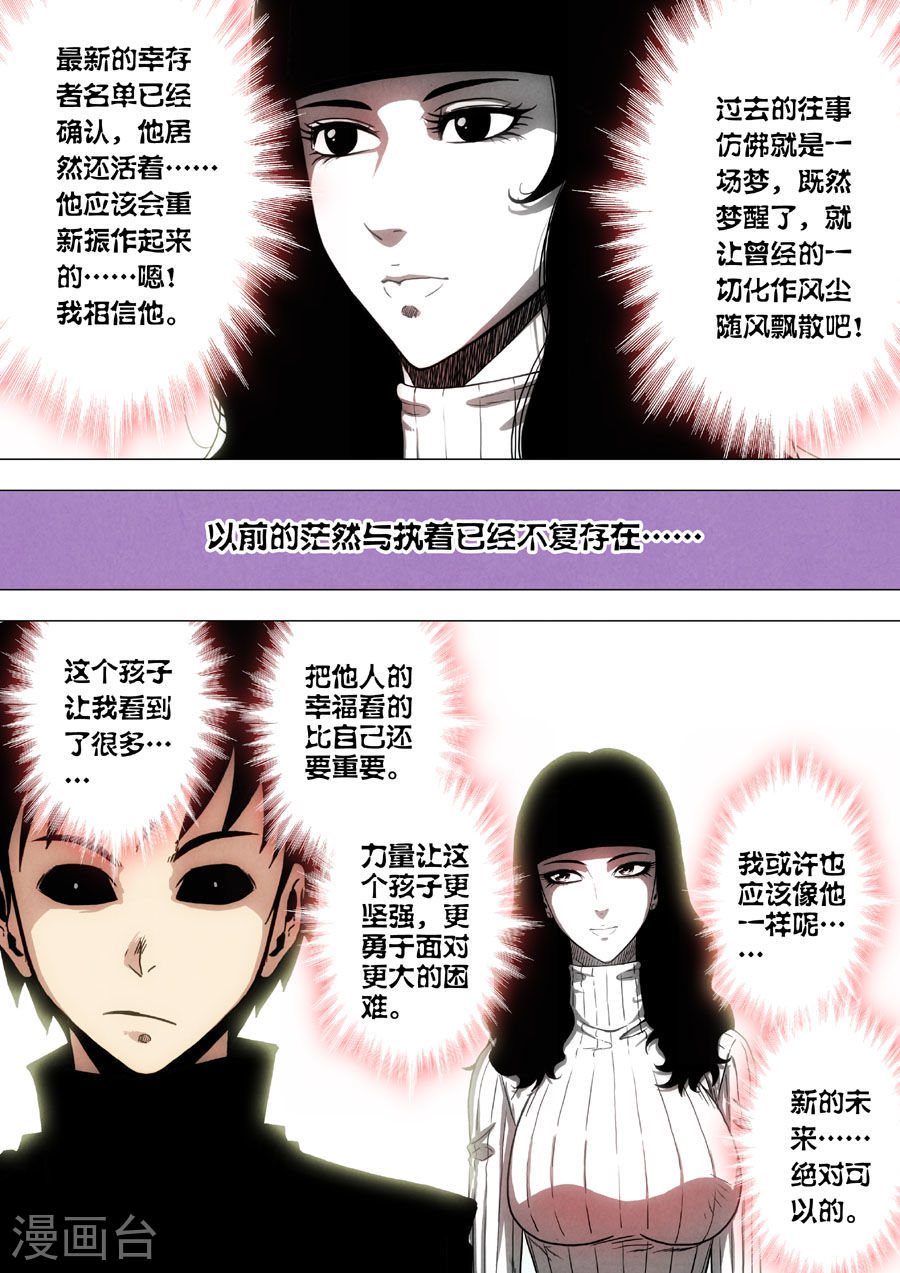 最新的幸存
者名单已经
确认，他居
然还活着……
他应该会重
新振作起来
的……嗯！
我相信他。
过去的往事
仿佛就是一
场梦，既然
梦醒了，就
让曾经的一
切化作风尘
随风飘散吧！
以前的茫然与执着已经不复存在……
这个孩子
让我看到
了很多…
…
把他人的
幸福看的
比自己还
要重要。
力量让这
个孩子更
坚强，更
勇于面对
更大的困
难。
我或许也
应该像他
一样呢…
…
新的未
来……
绝对可
以的。
漫画台